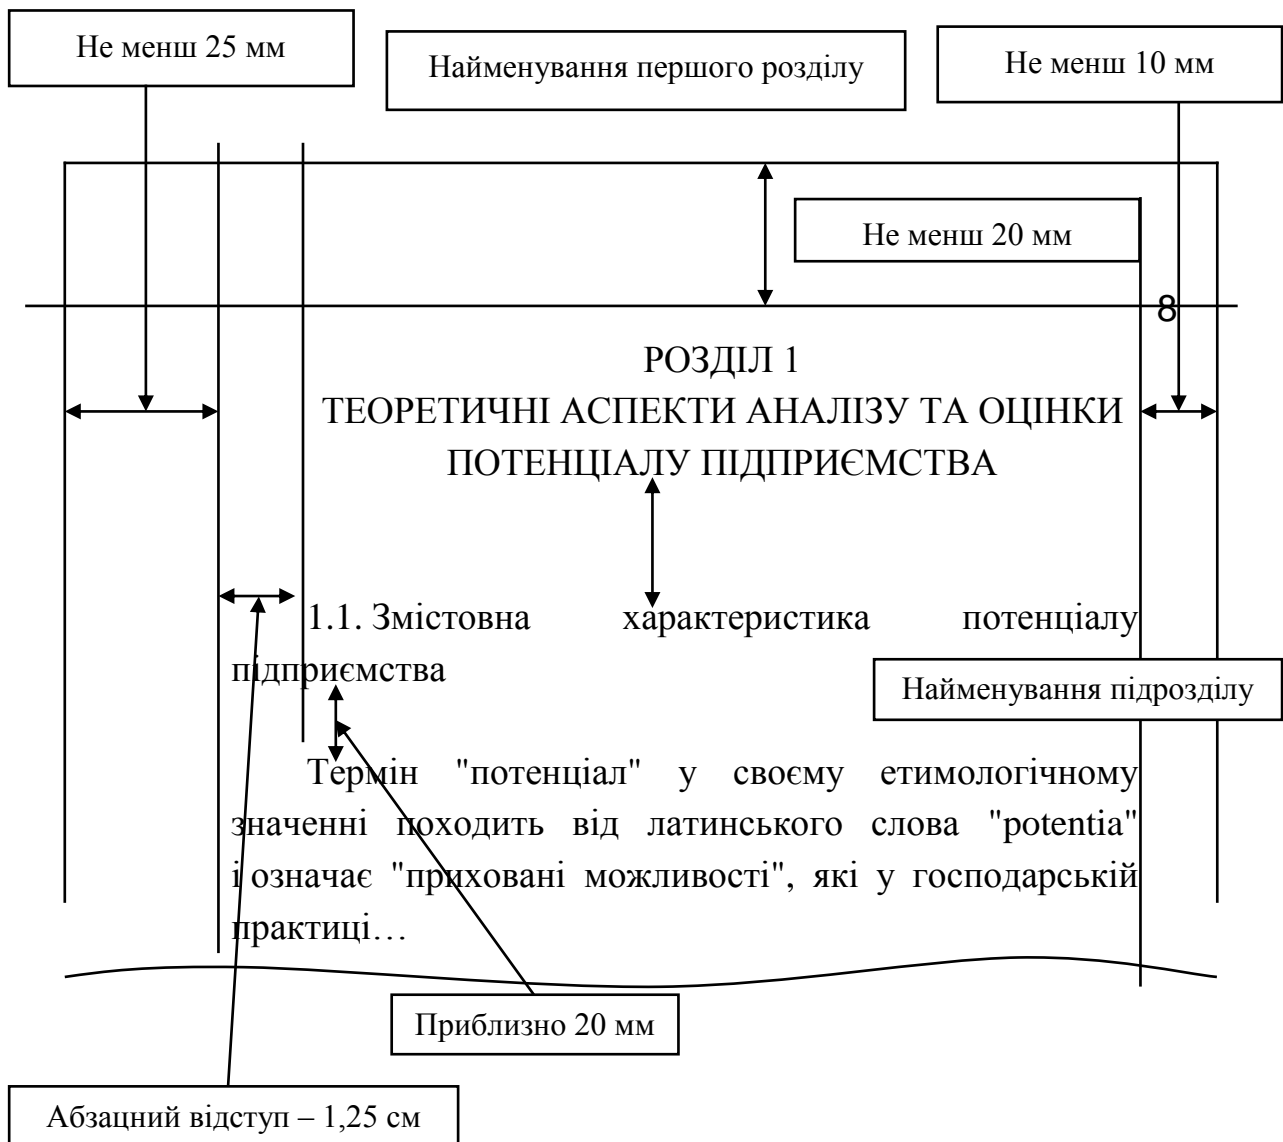 Не менш 25 мм
Найменування першого розділу
Не менш 10 мм
Не менш 20 мм
8
РОЗДІЛ 1
ТЕОРЕТИЧНІ АСПЕКТИ АНАЛІЗУ ТА ОЦІНКИ
ПОТЕНЦІАЛУ ПІДПРИЄМСТВА
1.1. Змістовна характеристика потенціалу
підприємства
Найменування підрозділу
Термін "потенціал" у своєму етимологічному
значенні походить від латинського слова "potentia"
і означає "приховані можливості", які у господарській
практиці…
Приблизно 20 мм
Абзацний відступ – 1,25 см